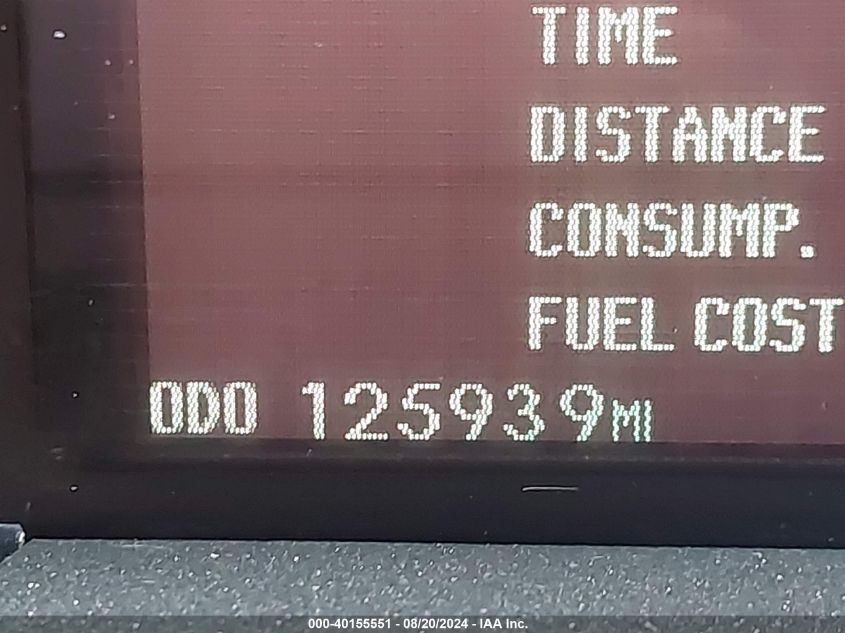 TIME
DISTANCE
CONSUMP.
FUEL COST
ODO 125939MI
000-40155551 - 08/20/2024 - IAA Inc.